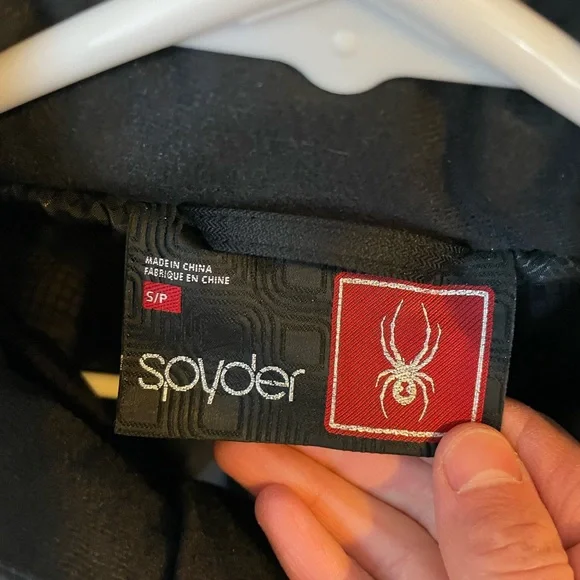 MADE IN CHINA
FABRIQUE EN CHINE
S/P
spyder